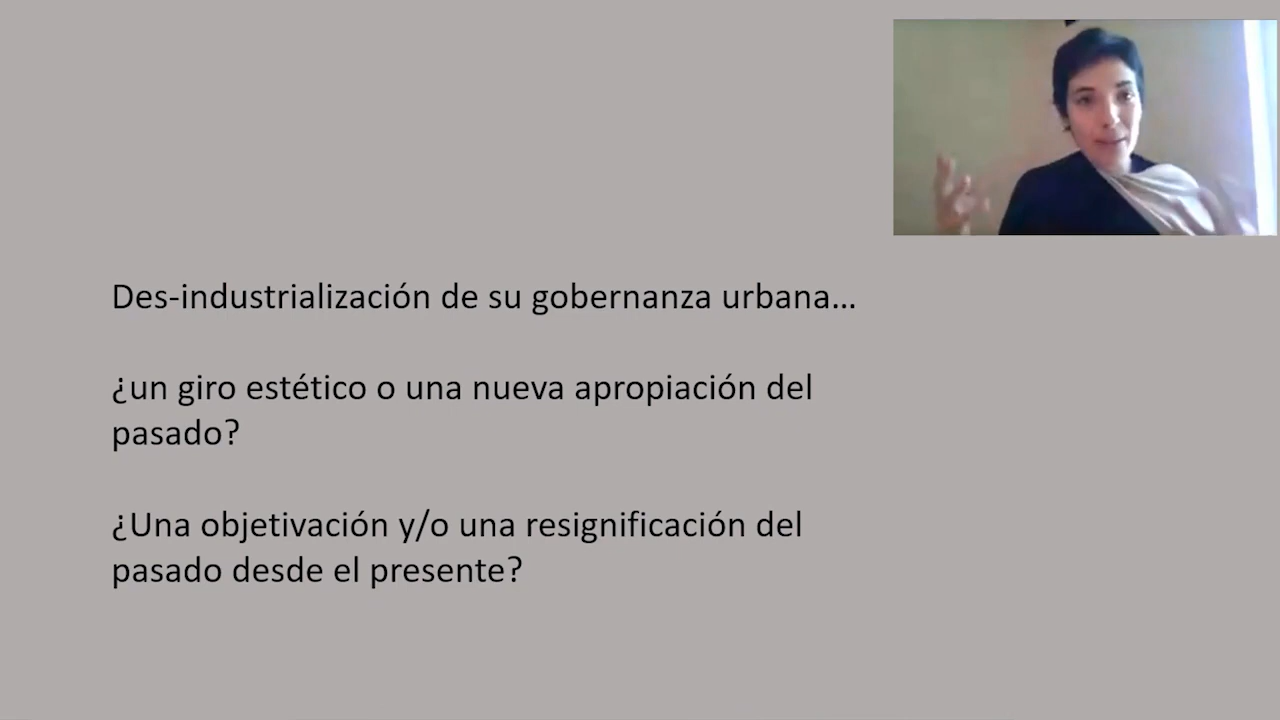 Des-industrialización de su gobernanza urbana...
¿un giro estético o una nueva apropiación del
pasado?
¿Una objetivación y/o una resignificación del
pasado desde el presente?